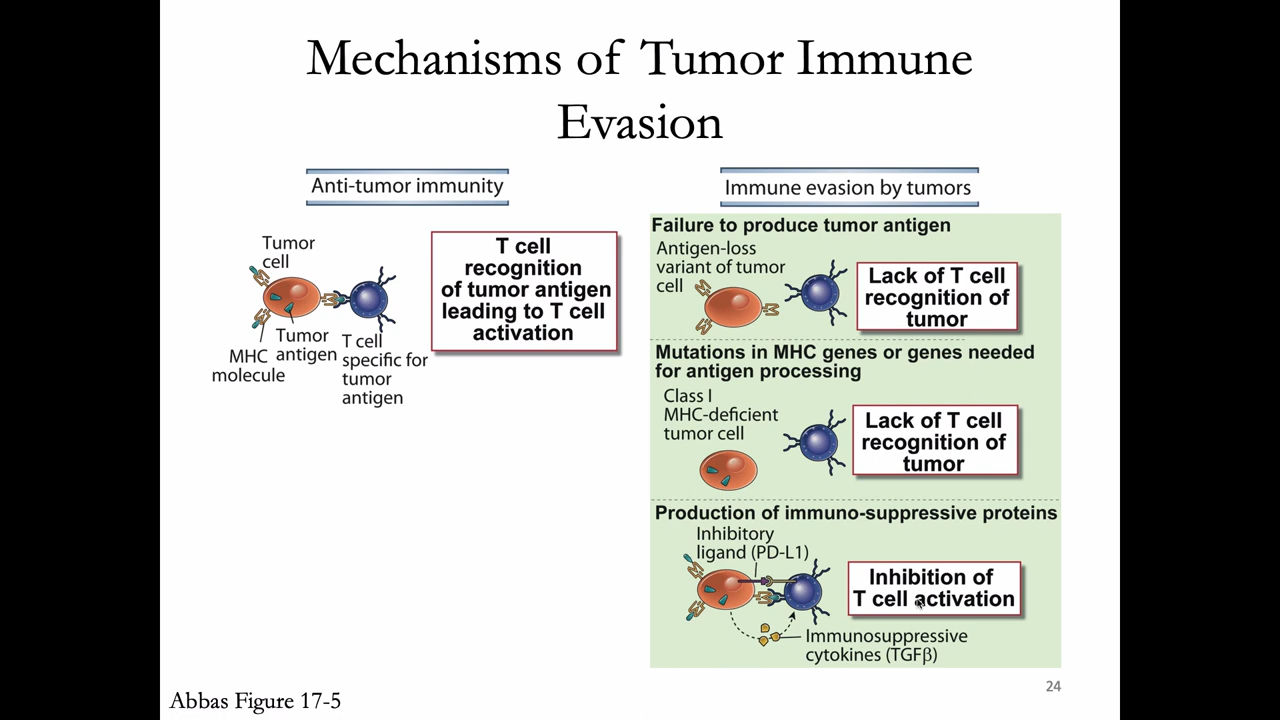 Mechanisms of Tumor Immune
Evasion
Anti-tumor immunity
Tumor
cell
MHC
molecule
Tumor
antigen
T cell
specific for
tumor
antigen
T cell
recognition
of tumor antigen
leading to T cell
activation
Immune evasion by tumors
Failure to produce tumor antigen
Antigen-loss
variant of tumor
cell
Lack of T cell
recognition of
tumor
Mutations in MHC genes or genes needed
for antigen processing
Class I
MHC-deficient
tumor cell
Lack of T cell
recognition of
tumor
Production of immuno-suppressive proteins
Inhibitory
ligand (PD-L1)
Inhibition of
T cell activation
Immunosuppressive
cytokines (TGFβ)
Abbas Figure 17-5
24